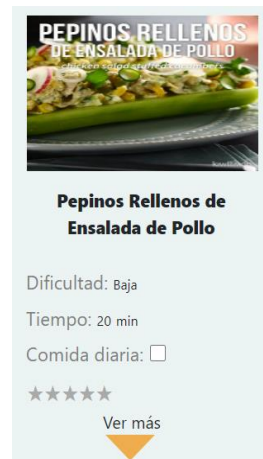 PEPINOS RELLENOS
DE ENSALADA DE POLLO
chicken salad stuffed cucumbers
Pepinos Rellenos de
Ensalada de Pollo
Dificultad: Baja
Tiempo: 20 min
Comida diaria:
★★★★★
Ver más